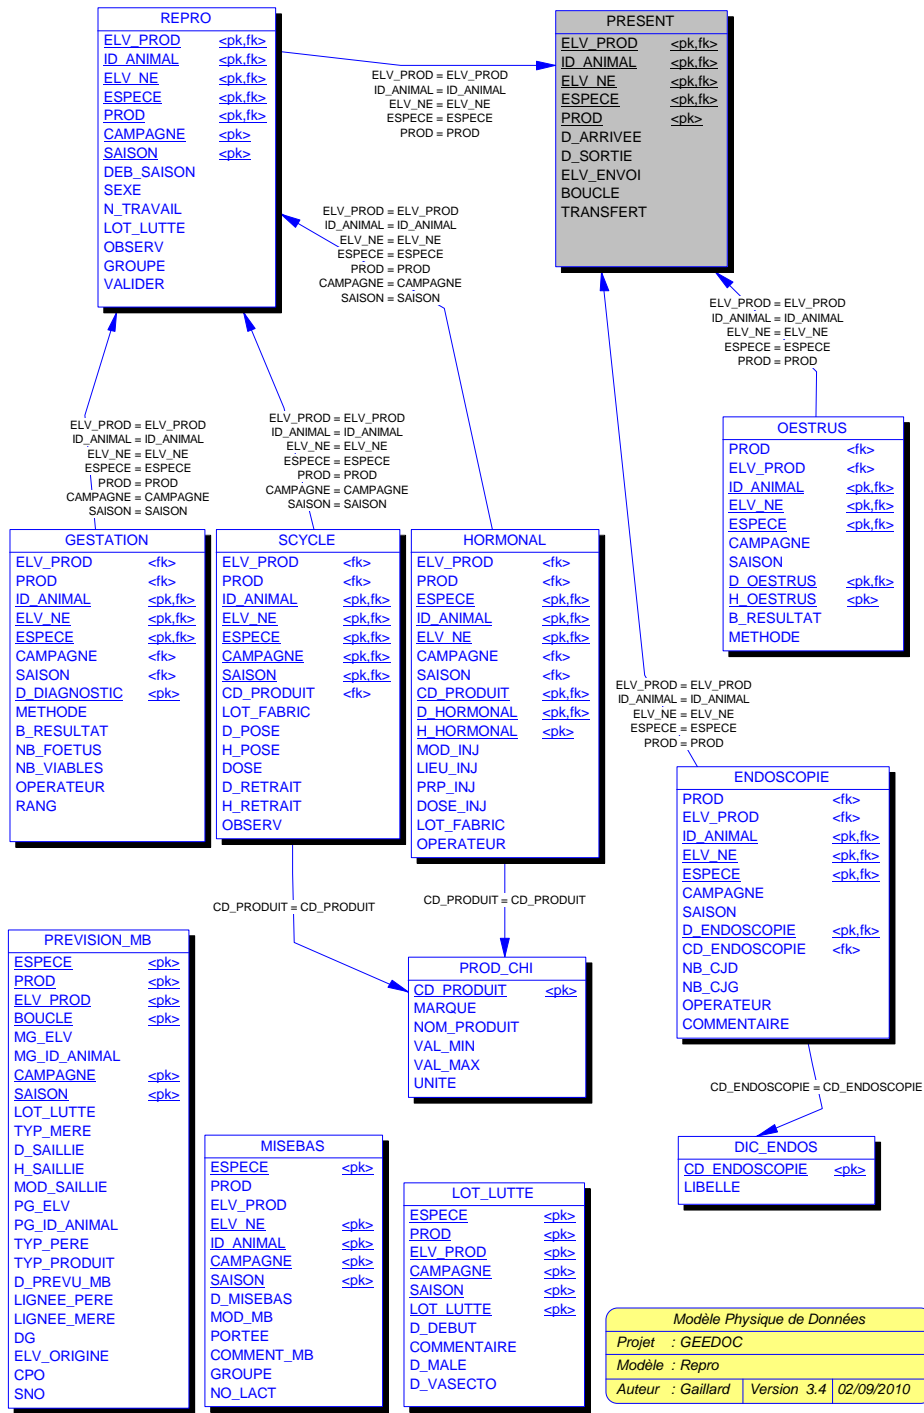 REPRO
ELV_PROD <pk,fk>
ID_ANIMAL <pk,fk>
ELV_NE <pk,fk>
ESPECE <pk,fk>
PROD <pk,fk>
CAMPAGNE <pk>
SAISON <pk>
DEB_SAISON
SEXE
N_TRAVAIL
LOT_LUTTE
OBSERV
GROUPE
VALIDER
ELV_PROD = ELV_PROD
ID_ANIMAL = ID_ANIMAL
ELV_NE = ELV_NE
ESPECE = ESPECE
PROD = PROD
PRESENT
ELV_PROD <pk,fk>
ID_ANIMAL <pk,fk>
ELV_NE <pk,fk>
ESPECE <pk,fk>
PROD <pk>
D_ARRIVEE
D_SORTIE
ELV_ENVOI
BOUCLE
TRANSFERT
ELV_PROD = ELV_PROD
ID_ANIMAL = ID_ANIMAL
ELV_NE = ELV_NE
ESPECE = ESPECE
PROD = PROD
CAMPAGNE = CAMPAGNE
SAISON = SAISON
ELV_PROD = ELV_PROD
ID_ANIMAL = ID_ANIMAL
ELV_NE = ELV_NE
ESPECE = ESPECE
PROD = PROD
ELV_PROD = ELV_PROD
ID_ANIMAL = ID_ANIMAL
ELV_NE = ELV_NE
ESPECE = ESPECE
PROD = PROD
CAMPAGNE = CAMPAGNE
SAISON = SAISON
ELV_PROD = ELV_PROD
ID_ANIMAL = ID_ANIMAL
ELV_NE = ELV_NE
ESPECE = ESPECE
PROD = PROD
CAMPAGNE = CAMPAGNE
SAISON = SAISON
OESTRUS
PROD <fk>
ELV_PROD <fk>
ID_ANIMAL <pk,fk>
ELV_NE <pk,fk>
ESPECE <pk,fk>
CAMPAGNE
SAISON
D_OESTRUS <pk,fk>
H_OESTRUS <pk>
B_RESULTAT
METHODE
GESTATION
ELV_PROD <fk>
PROD <fk>
ID_ANIMAL <pk,fk>
ELV_NE <pk,fk>
ESPECE <pk,fk>
CAMPAGNE <fk>
SAISON <fk>
D_DIAGNOSTIC <pk>
METHODE
B_RESULTAT
NB_FOETUS
NB_VIABLES
OPERATEUR
RANG
SCYCLE
ELV_PROD <fk>
PROD <fk>
ID_ANIMAL <pk,fk>
ELV_NE <pk,fk>
ESPECE <pk,fk>
CAMPAGNE <pk,fk>
SAISON <pk,fk>
CD_PRODUIT <fk>
LOT_FABRIC
D_POSE
H_POSE
DOSE
D_RETRAIT
H_RETRAIT
OBSERV
HORMONAL
ELV_PROD <fk>
PROD <fk>
ESPECE <pk,fk>
ID_ANIMAL <pk,fk>
ELV_NE <pk,fk>
CAMPAGNE <fk>
SAISON <fk>
CD_PRODUIT <pk,fk>
D_HORMONAL <pk,fk>
H_HORMONAL <pk>
MOD_INJ
LIEU_INJ
PRP_INJ
DOSE_INJ
LOT_FABRIC
OPERATEUR
ELV_PROD = ELV_PROD
ID_ANIMAL = ID_ANIMAL
ELV_NE = ELV_NE
ESPECE = ESPECE
PROD = PROD
ENDOSCOPIE
PROD <fk>
ELV_PROD <fk>
ID_ANIMAL <pk,fk>
ELV_NE <pk,fk>
ESPECE <pk,fk>
CAMPAGNE
SAISON
D_ENDOSCOPIE <pk,fk>
CD_ENDOSCOPIE <fk>
NB_CJD
NB_CJG
OPERATEUR
COMMENTAIRE
CD_PRODUIT = CD_PRODUIT
CD_PRODUIT = CD_PRODUIT
PREVISION_MB
ESPECE <pk>
PROD <pk>
ELV_PROD <pk>
BOUCLE <pk>
MG_ELV
MG_ID_ANIMAL
CAMPAGNE <pk>
SAISON <pk>
LOT_LUTTE
TYP_MERE
D_SAILLIE
H_SAILLIE
MOD_SAILLIE
PG_ELV
PG_ID_ANIMAL
TYP_PERE
TYP_PRODUIT
D_PREVU_MB
LIGNEE_PERE
LIGNEE_MERE
DG
ELV_ORIGINE
CPO
SNO
PROD_CHI
CD_PRODUIT <pk>
MARQUE
NOM_PRODUIT
VAL_MIN
VAL_MAX
UNITE
CD_ENDOSCOPIE = CD_ENDOSCOPIE
MISEBAS
ESPECE <pk>
PROD
ELV_PROD
ELV_NE <pk>
ID_ANIMAL <pk>
CAMPAGNE <pk>
SAISON <pk>
D_MISEBAS
MOD_MB
PORTEE
COMMENT_MB
GROUPE
NO_LACT
DIC_ENDOS
CD_ENDOSCOPIE <pk>
LIBELLE
LOT_LUTTE
ESPECE <pk>
PROD <pk>
ELV_PROD <pk>
CAMPAGNE <pk>
SAISON <pk>
LOT_LUTTE <pk>
D_DEBUT
COMMENTAIRE
D_MALE
D_VASECTO
Modèle Physique de Données
Projet : GEEDOC
Modèle : Repro
Auteur : Gaillard Version 3.4 02/09/2010